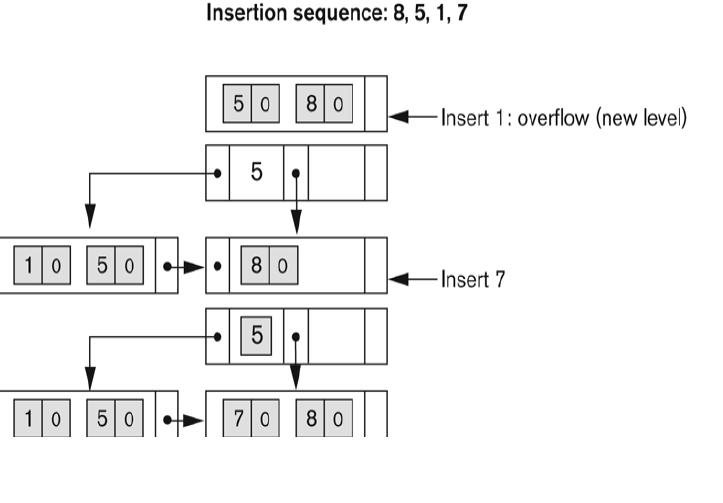 Insertion sequence: 8, 5, 1, 7
5 0 8 0
Insert 1: overflow (new level)
5
1 0 5 0 8 0
Insert 7
5
1 0 5 0 7 0 8 0